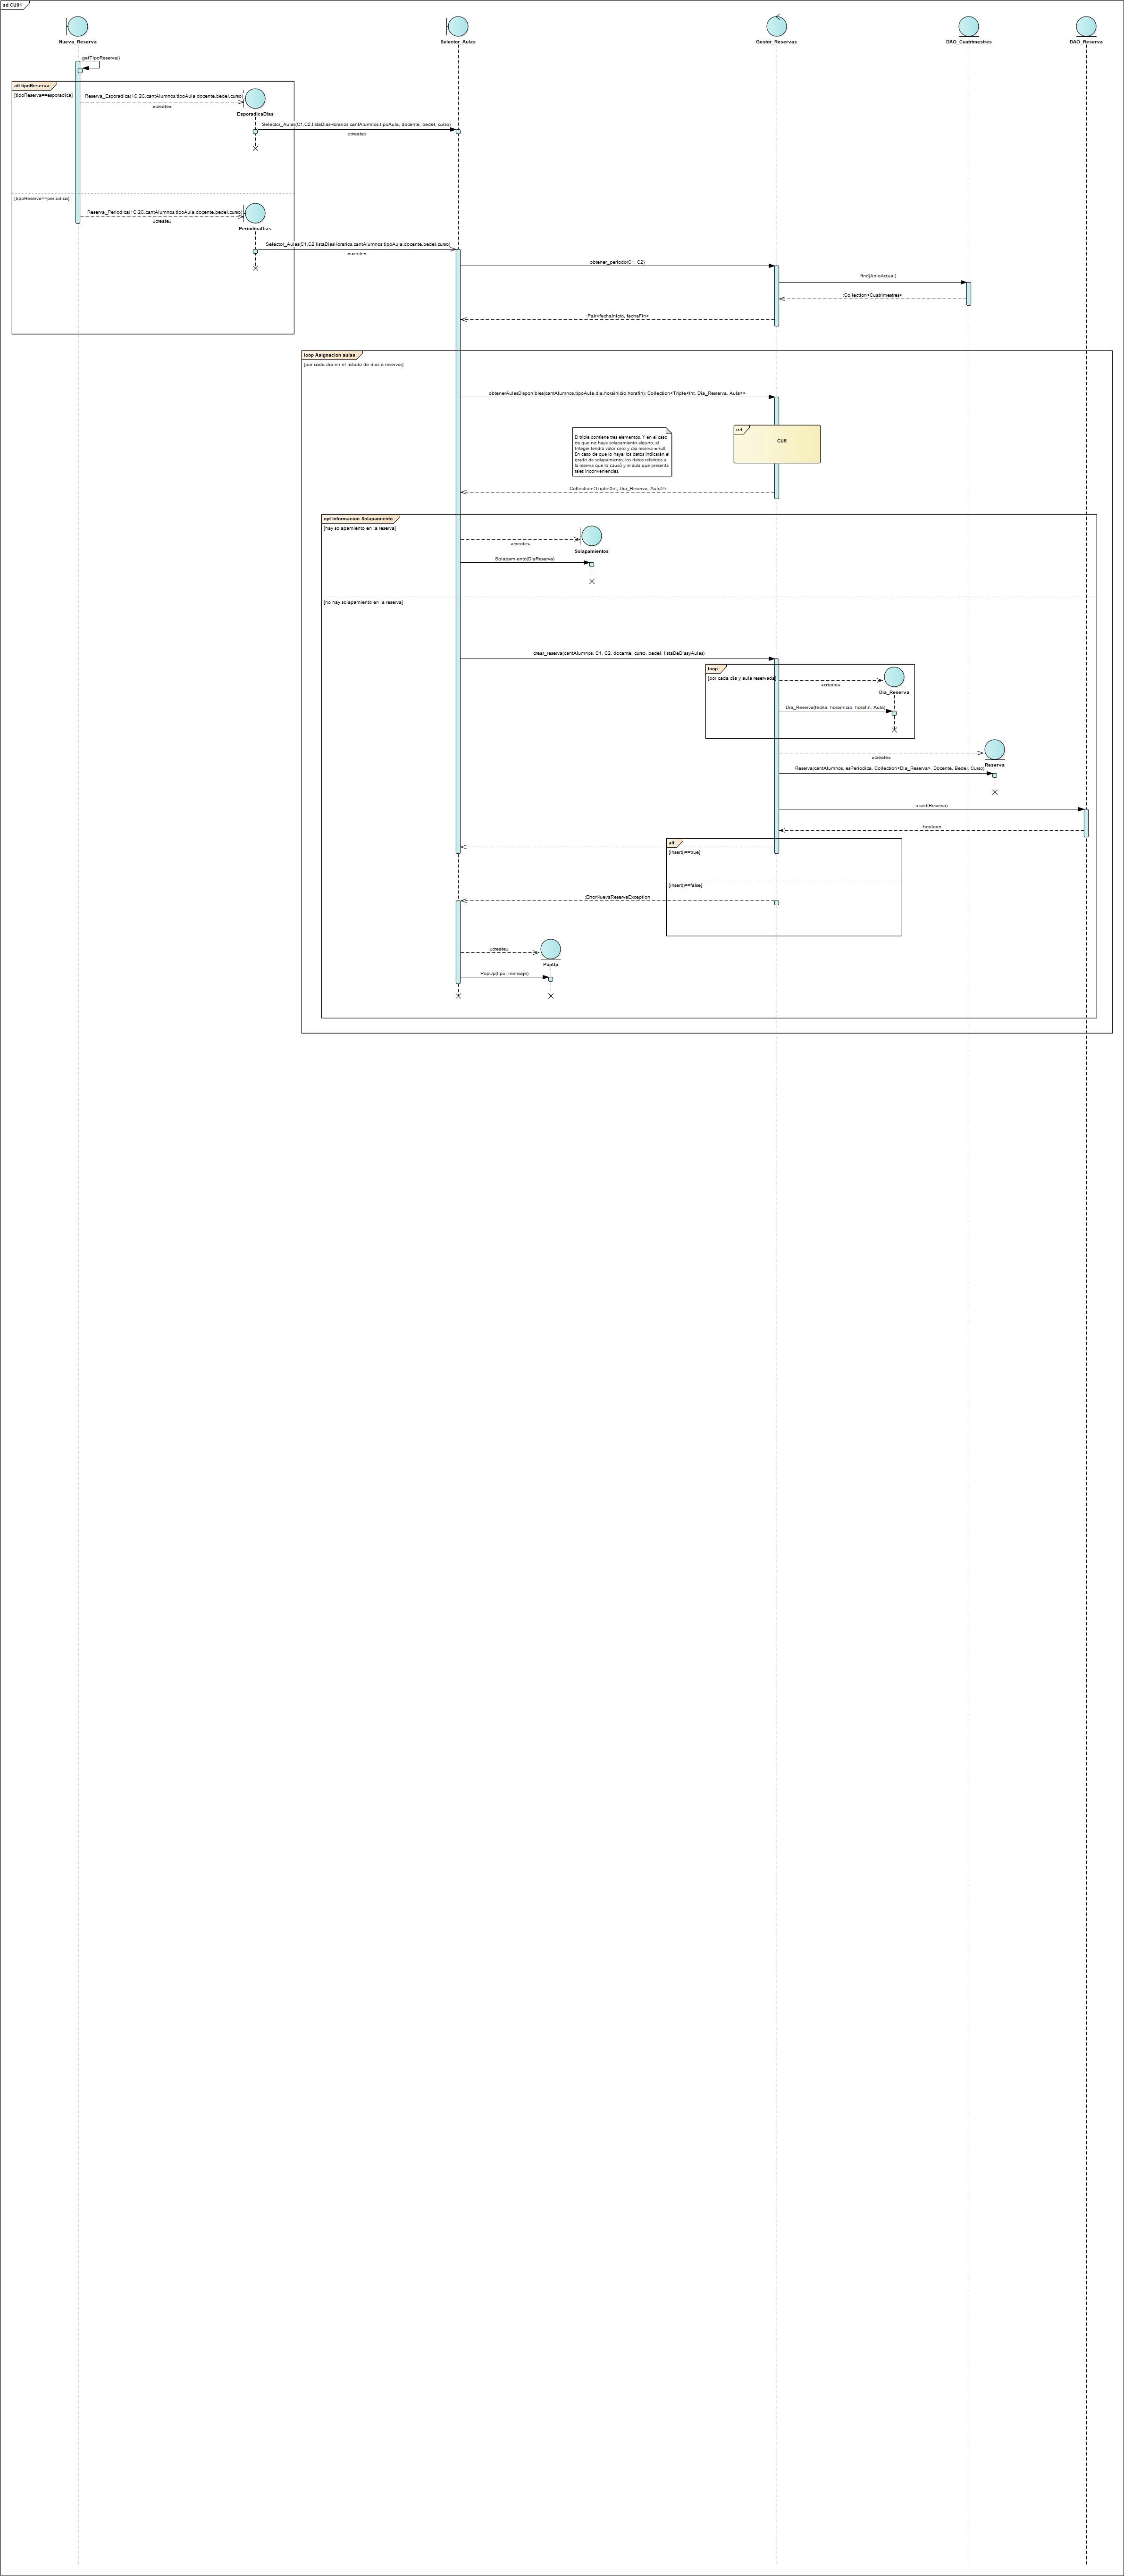 sd CU01
Nueva_Reserva
Selector_Aulas
Gestor_Reservas
DAO_Cuatrimestres
DAO_Reserva
getTipoReserva()
alt tipoReserva
[tipoReserva==esporadica]
Reserva_Esporadica(1C,2C,cantAlumnos,tipoAula,docente,bedel,curso)
«create»
EsporadicaDias
Selector_Aulas(C1,C2,listaDiasHorarios,cantAlumnos,tipoAula, docente, bedel, curso)
«create»
[tipoReserva==periodica]
Reserva_Periodica(1C,2C,cantAlumnos,tipoAula,docente,bedel,curso)
«create»
PeriodicaDias
Selector_Aulas(C1,C2,listaDiasHorarios,cantAlumnos,tipoAula,docente,bedel,curso)
«create»
obtener_periodo(C1, C2)
find(AnioActual)
:Collection<Cuatrimestres>
:Pair<fechaInicio, fechaFin>
loop Asignacion aulas
[por cada dia en el listado de dias a reservar]
obtenerAulasDisponibles(cantAlumnos,tipoAula,dia,horainicio,horafin): Collection<Triple<Int, Dia_Reserva, Aula>>
El triple contiene tres elementos. Y en el caso
de que no haya solapamiento alguno, el
Integer tendra valor cero y dia reserva =null.
En caso de que lo haya, los datos indicarán el
grado de solapamiento, los datos referidos a
la reserva que lo causó y el aula que presenta
tales inconveniencias.
ref
CU5
:Collection<Triple<Int, Dia_Reserva, Aula>>
opt Informacion Solapamiento
[hay solapamiento en la reserva]
«create»
Solapamientos
Solapamiento(DiaReserva)
[no hay solapamiento en la reserva]
crear_reserva(cantAlumnos, C1, C2, docente, curso, bedel, listaDeDiasyAulas)
loop
[por cada dia y aula reservada]
«create»
Dia_Reserva
Dia_Reserva(fecha, horaInicio, horafin, Aula)
«create»
Reserva
Reserva(cantAlumnos, esPeriodica, Collection<Dia_Reserva>, Docente, Bedel, Curso)
insert(Reserva)
:boolean
alt
[insert()==true]
[insert()==false]
:ErrorNuevaReservaException
«create»
PopUp
PopUp(tipo, mensaje)